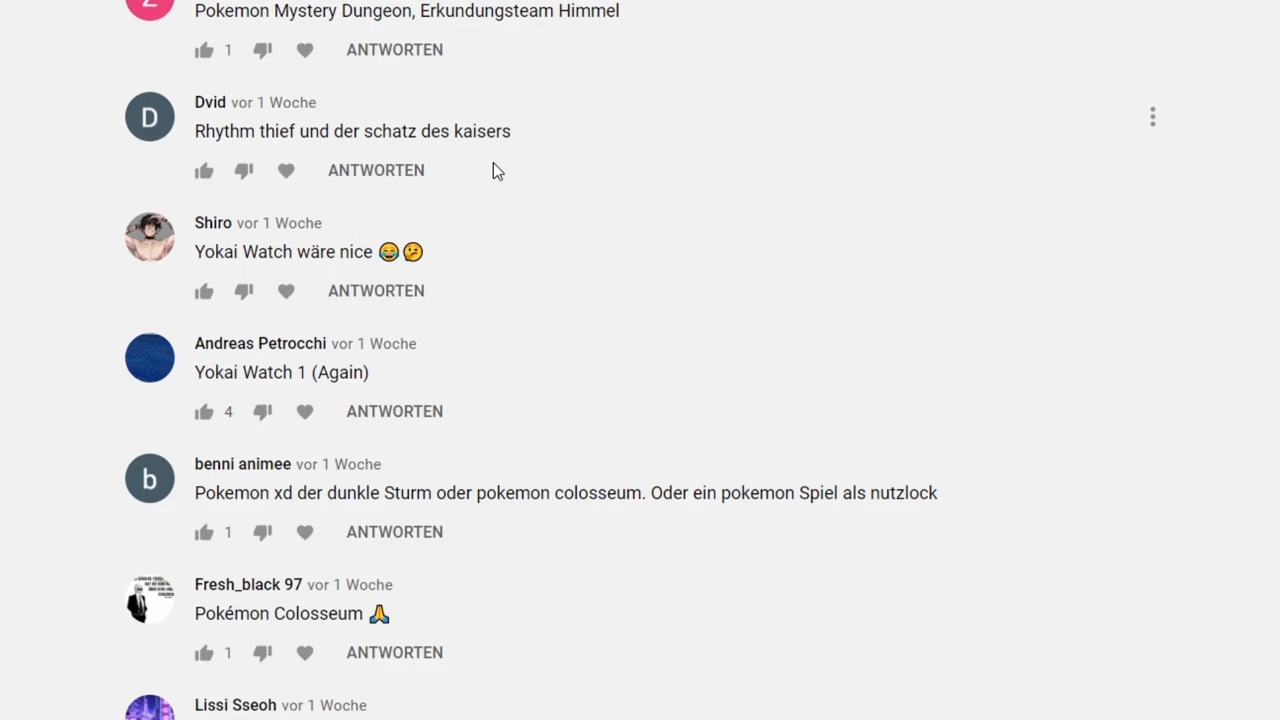 Z
Pokemon Mystery Dungeon, Erkundungsteam Himmel
1 ANTWORTEN
D
Dvid vor 1 Woche
Rhythm thief und der schatz des kaisers
ANTWORTEN
Shiro vor 1 Woche
Yokai Watch wäre nice 😂🤔
ANTWORTEN
Andreas Petrocchi vor 1 Woche
Yokai Watch 1 (Again)
4 ANTWORTEN
b
benni animee vor 1 Woche
Pokemon xd der dunkle Sturm oder pokemon colosseum. Oder ein pokemon Spiel als nutzlock
1 ANTWORTEN
Fresh_black 97 vor 1 Woche
Pokémon Colosseum 🙏
1 ANTWORTEN
Lissi Sseoh vor 1 Woche